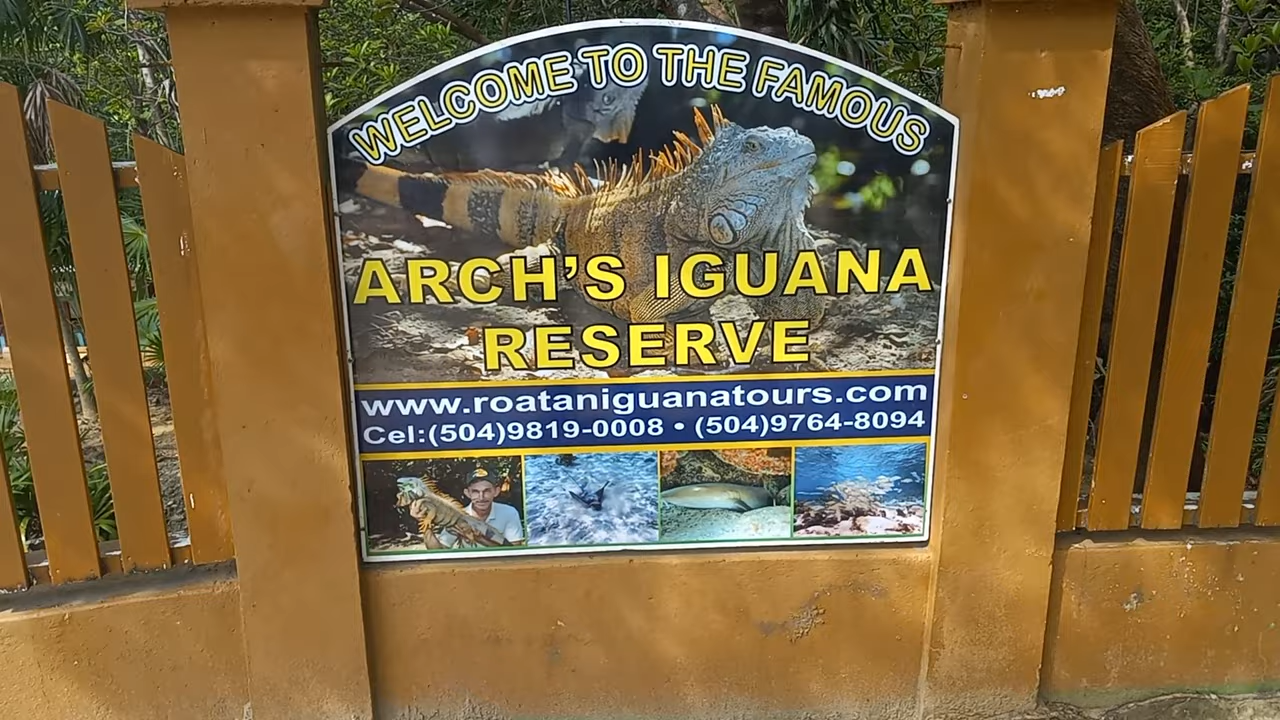 WELCOME TO THE FAMOUS
ARCH'S IGUANA
RESERVE
www.roataniguanatours.com
Cel:(504)9819-0008 • (504)9764-8094